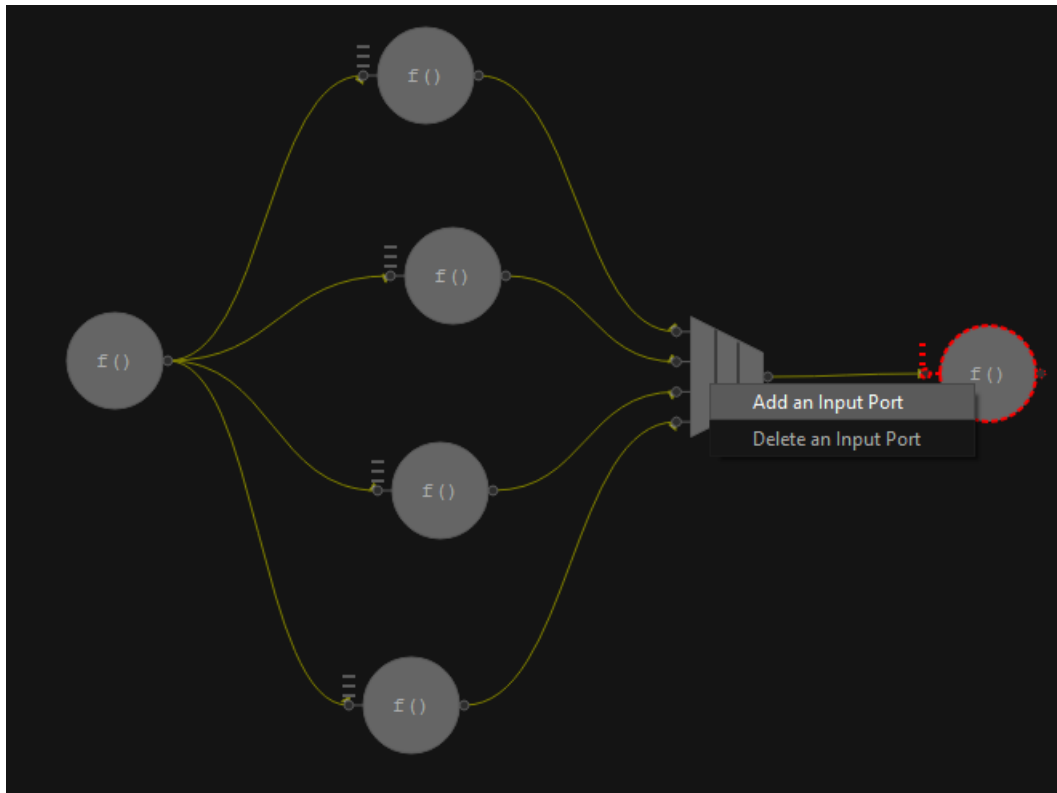 f()
f()
f()
f()
f()
f()
Add an Input Port
Delete an Input Port